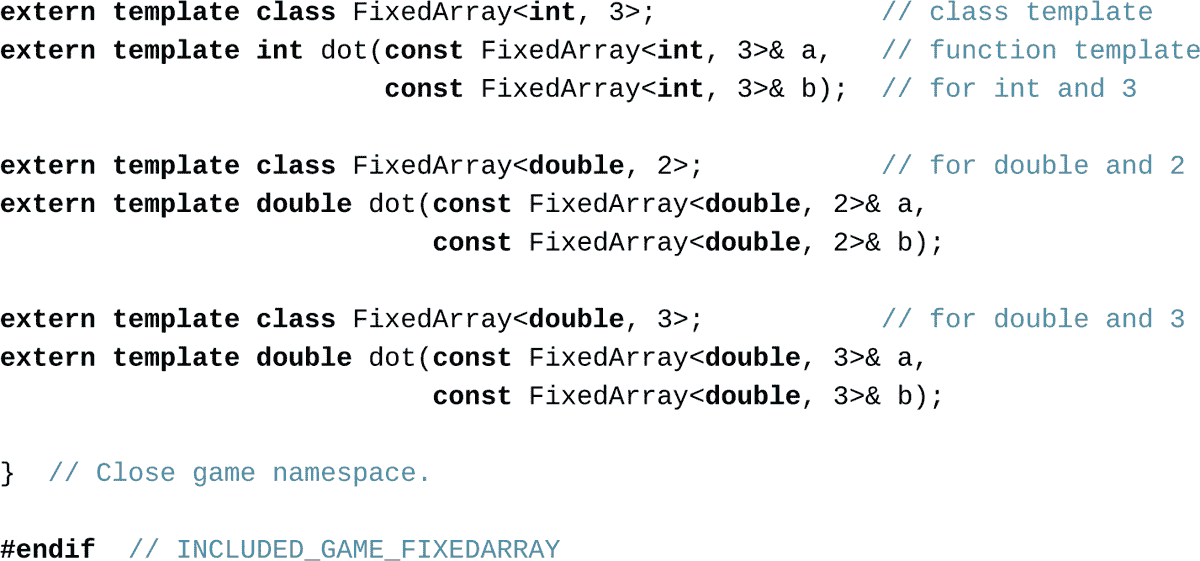 extern template class FixedArray<int, 3>;              // class template
extern template int dot(const FixedArray<int, 3>& a,   // function template
                        const FixedArray<int, 3>& b);  // for int and 3
extern template class FixedArray<double, 2>;           // for double and 2
extern template double dot(const FixedArray<double, 2>& a,
                           const FixedArray<double, 2>& b);
extern template class FixedArray<double, 3>;           // for double and 3
extern template double dot(const FixedArray<double, 3>& a,
                           const FixedArray<double, 3>& b);
}  // Close game namespace.
#endif  // INCLUDED_GAME_FIXEDARRAY